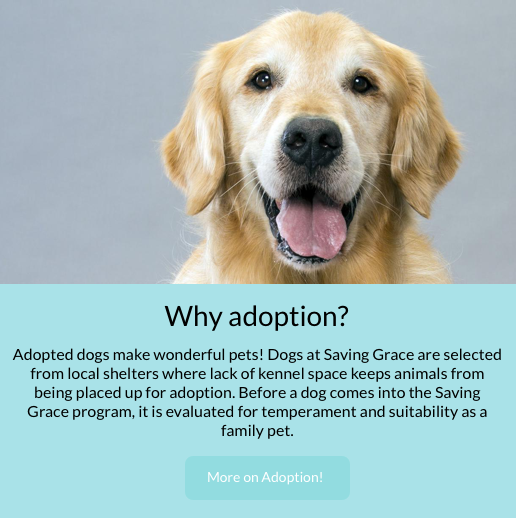 Why adoption?
Adopted dogs make wonderful pets! Dogs at Saving Grace are selected
from local shelters where lack of kennel space keeps animals from
being placed up for adoption. Before a dog comes into the Saving
Grace program, it is evaluated for temperament and suitability as a
family pet.
More on Adoption!